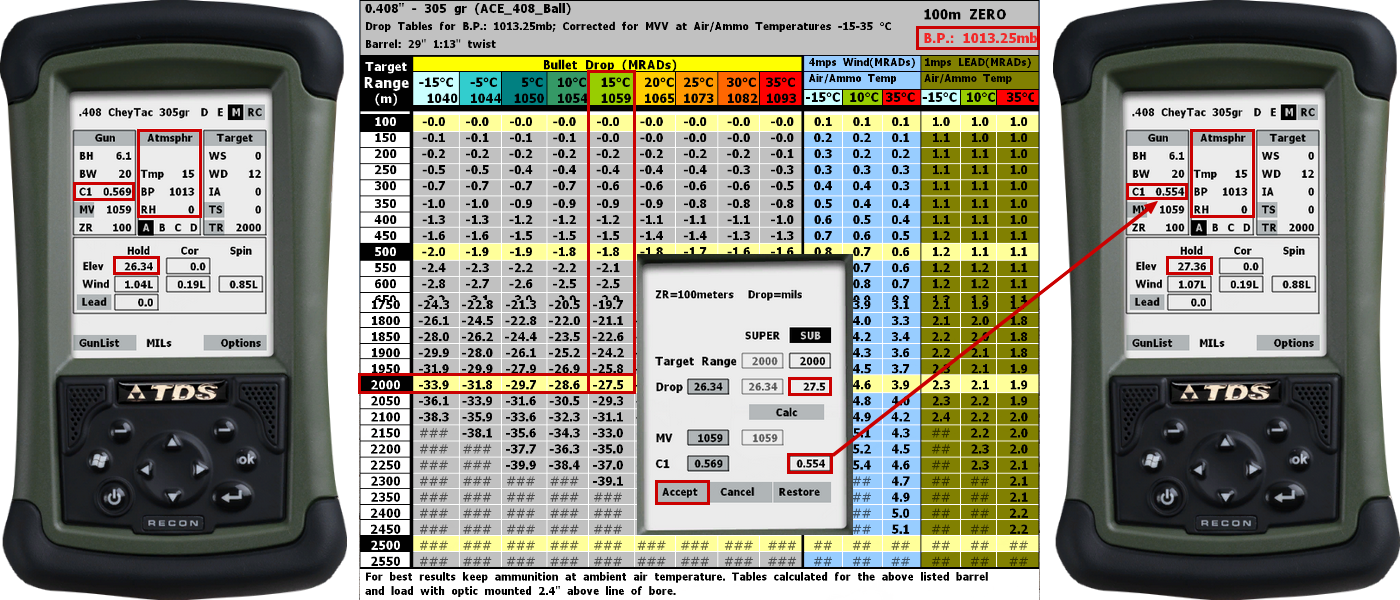 .408 CheyTac 305gr D E M RC
Gun Atmsphr Target
BH 6.1 WS 0
BW 20 Tmp 15 WD 12
C1 0.569 BP 1013 IA 0
MV 1059 RH 0 TS 0
ZR 100 A B C D TR 2000
Hold Cor Spin
Elev 26.34 0.0
Wind 1.04L 0.19L 0.85L
Lead 0.0
GunList MILs Options
TDS
ok
RECON
0.408" - 305 gr (ACE_408_Ball)
Drop Tables for B.P.: 1013.25mb; Corrected for MVV at Air/Ammo Temperatures -15-35 °C
Barrel: 29" 1:13" twist
100m ZERO
B.P.: 1013.25mb
Target Range (m)
Bullet Drop (MRADs) 4mps Wind(MRADs) 1mps LEAD(MRADs)
Air/Ammo Temp Air/Ammo Temp
-15°C -5°C 5°C 10°C 15°C 20°C 25°C 30°C 35°C
1040 1044 1050 1054 1059 1065 1073 1082 1093 -15°C 10°C 35°C -15°C 10°C 35°C
100 -0.0 -0.0 -0.0 -0.0 -0.0 -0.0 -0.0 -0.0 -0.0 0.1 0.1 0.1 1.0 1.0 1.0
150 -0.1 -0.1 -0.1 -0.1 -0.0 -0.0 -0.0 -0.0 -0.0 0.2 0.2 0.1 1.1 1.1 1.0
200 -0.2 -0.2 -0.2 -0.2 -0.2 -0.2 -0.2 -0.2 -0.1 0.3 0.2 0.2 1.1 1.1 1.0
250 -0.5 -0.5 -0.4 -0.4 -0.4 -0.4 -0.4 -0.4 -0.3 0.3 0.3 0.2 1.1 1.1 1.0
300 -0.7 -0.7 -0.7 -0.7 -0.6 -0.6 -0.6 -0.6 -0.5 0.4 0.4 0.3 1.1 1.1 1.0
350 -1.0 -1.0 -0.9 -0.9 -0.9 -0.9 -0.8 -0.8 -0.8 0.5 0.4 0.4 1.1 1.1 1.0
400 -1.3 -1.3 -1.2 -1.2 -1.2 -1.1 -1.1 -1.1 -1.0 0.6 0.5 0.4 1.1 1.1 1.0
450 -1.6 -1.6 -1.5 -1.5 -1.5 -1.4 -1.4 -1.3 -1.3 0.7 0.6 0.5 1.2 1.1 1.1
500 -2.0 -1.9 -1.9 -1.8 -1.8 -1.8 -1.7 -1.6 -1.6 0.8 0.7 0.6 1.2 1.1 1.1
550 -2.4 -2.3 -2.2 -2.2 -2.1 0.7 0.6 1.2 1.1 1.1
600 -2.8 -2.7 -2.6 -2.5 -2.5 0.8 0.7 1.2 1.2 1.1
1750 -24.3 -22.8 -21.3 -20.5 -19.7 3.9 3.1 2.1 1.9
1800 -26.1 -24.5 -22.8 -22.0 -21.1 4.0 3.3 2.1 2.0 1.8
1850 -28.0 -26.2 -24.4 -23.5 -22.6 4.2 3.4 2.2 2.0 1.8
1900 -29.9 -28.0 -26.1 -25.2 -24.2 4.3 3.6 2.2 2.1 1.8
1950 -31.9 -29.9 -27.9 -26.9 -25.8 4.5 3.7 2.3 2.1 1.9
2000 -33.9 -31.8 -29.7 -28.6 -27.5 4.6 3.9 2.3 2.1 1.9
2050 -36.1 -33.9 -31.6 -30.5 -29.3 4.8 4.0 2.3 2.2 1.9
2100 -38.3 -35.9 -33.6 -32.3 -31.1 4.9 4.2 2.4 2.2 2.0
2150 ### -38.1 -35.6 -34.3 -33.0 5.1 4.3 ## 2.2 2.0
2200 ### ### -37.7 -36.3 -35.0 5.2 4.5 ## 2.3 2.0
2250 ### ### -39.9 -38.4 -37.0 5.4 4.6 ## 2.3 2.1
2300 ### ### ### ### -39.1 ## 4.7 ## ## 2.1
2350 ### ### ### ### ### ## 4.9 ## ## 2.1
2400 ### ### ### ### ### ## 5.0 ## ## 2.2
2450 ### ### ### ### ### ## 5.1 ## ## 2.2
2500 ### ### ### ### ### ### ### ### ### ## ## ## ## ## ##
2550 ### ### ### ### ### ### ### ### ### ## ## ## ## ## ##
For best results keep ammunition at ambient air temperature. Tables calculated for the above listed barrel
and load with optic mounted 2.4" above line of bore.
ZR=100meters Drop=mils
SUPER SUB
Target Range 2000 2000
Drop 26.34 26.34 27.5
Calc
MV 1059 1059
C1 0.569 0.554
Accept Cancel Restore
.408 CheyTac 305gr D E M RC
Gun Atmsphr Target
BH 6.1 WS 0
BW 20 Tmp 15 WD 12
C1 0.554 BP 1013 IA 0
MV 1059 RH 0 TS 0
ZR 100 A B C D TR 2000
Hold Cor Spin
Elev 27.36 0.0
Wind 1.07L 0.19L 0.88L
Lead 0.0
GunList MILs Options
TDS
ok
RECON